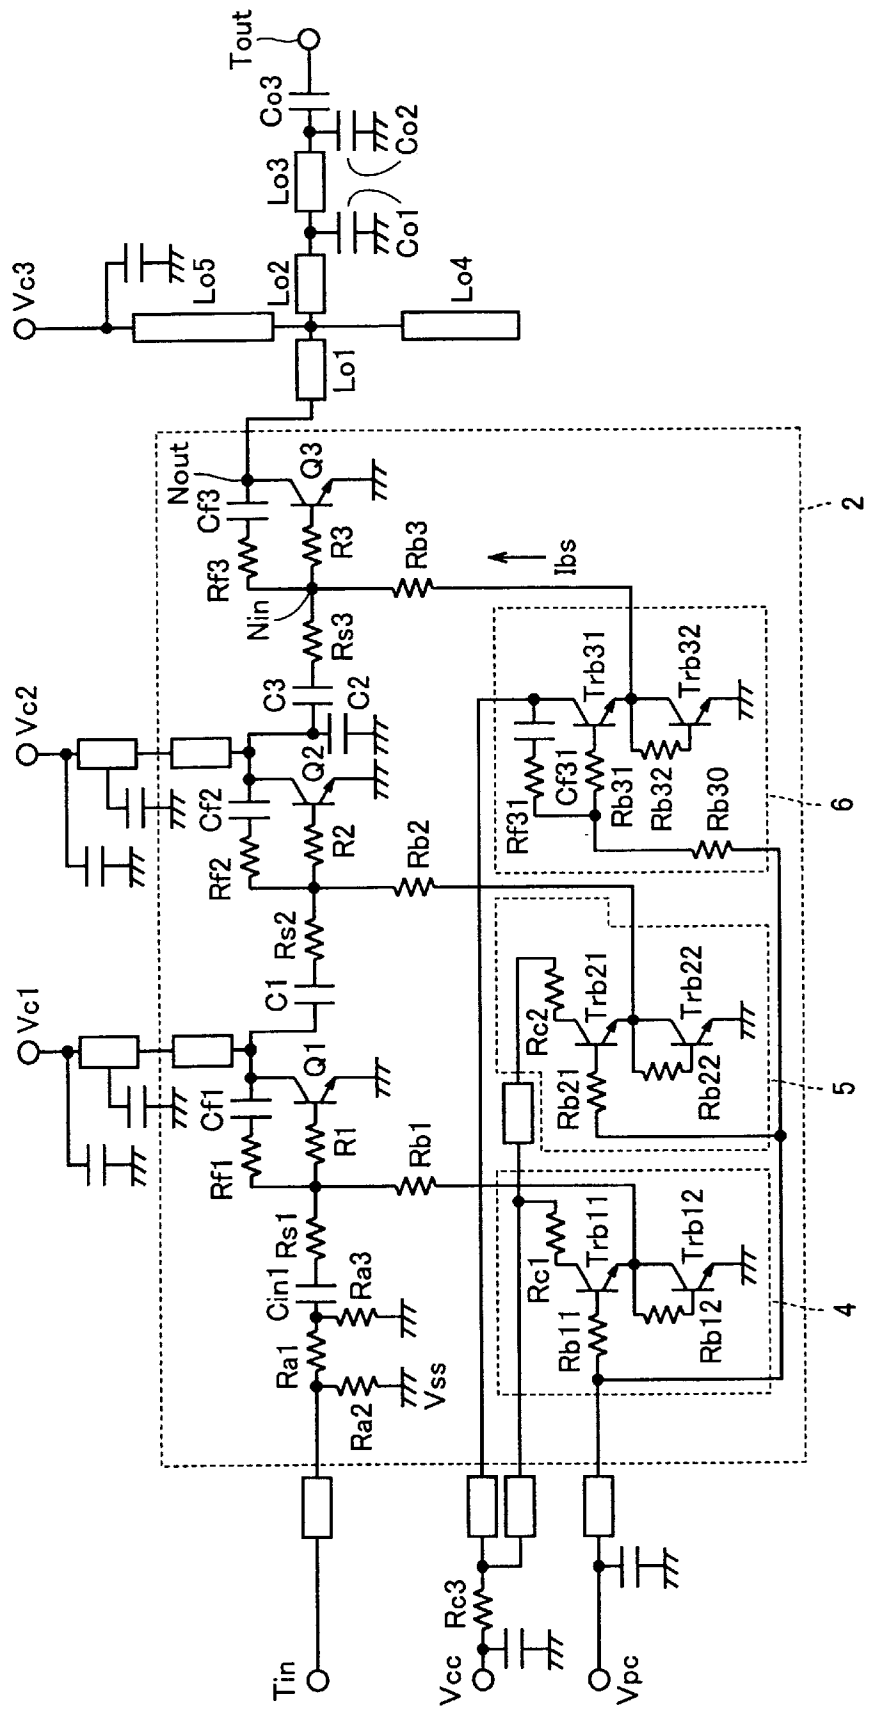 Vc1
Vc2
Vc3
Tin
Ra1
Ra2
Vss
Cin1
Ra3
Rs1
Rf1
Cf1
R1
Q1
Rb1
C1
Rs2
Rf2
Cf2
R2
Q2
Rb2
C3
C2
Rs3
Nin
Rf3
Cf3
Nout
R3
Q3
Rb3
Ibs
Lo1
Lo2
Lo5
Lo4
Lo3
Co1
Co2
Co3
Tout
Vcc
Rc3
Vpc
Rc1
Rb11
Trb11
Rb12
Trb12
4
Rc2
Rb21
Trb21
Rb22
Trb22
5
Rf31
Cf31
Rb31
Rb32
Rb30
Trb31
Trb32
6
2